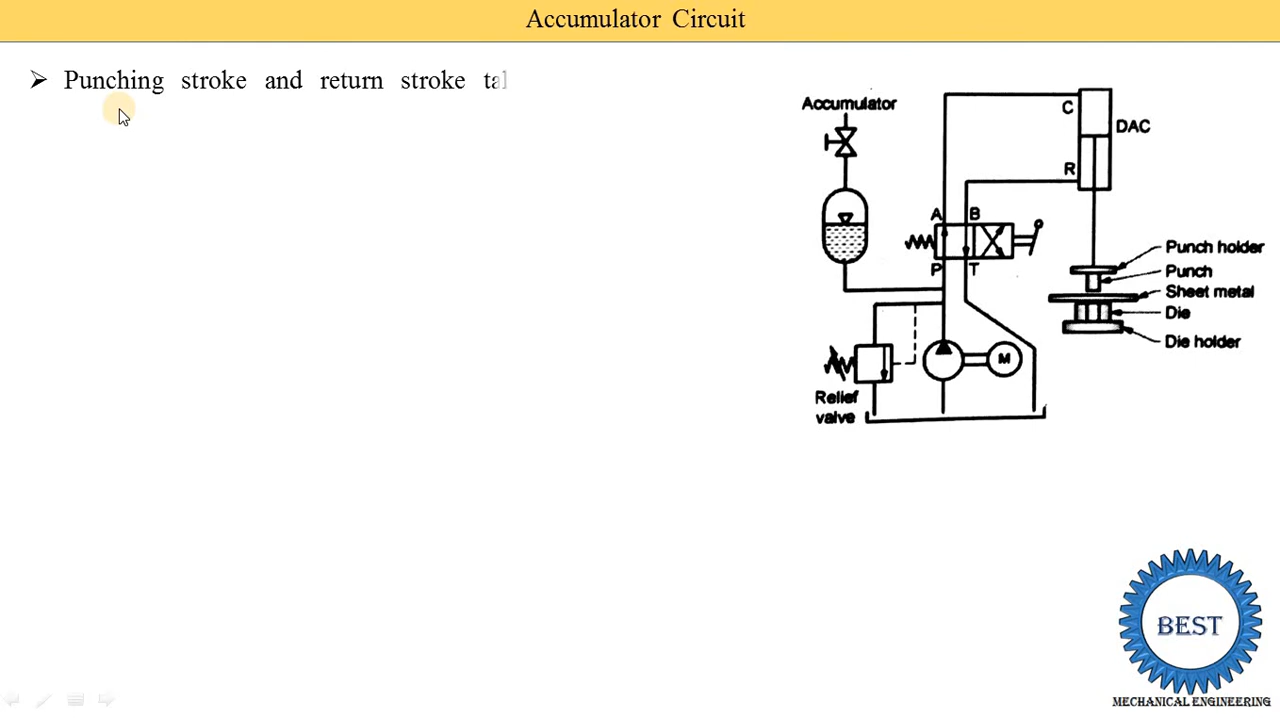 Accumulator Circuit
➤ Punching stroke and return stroke
Accumulator
C
DAC
R
A B
P T
Punch holder
Punch
Sheet metal
Die
Die holder
M
Relief
valve
BEST
MECHANICAL ENGINEERING